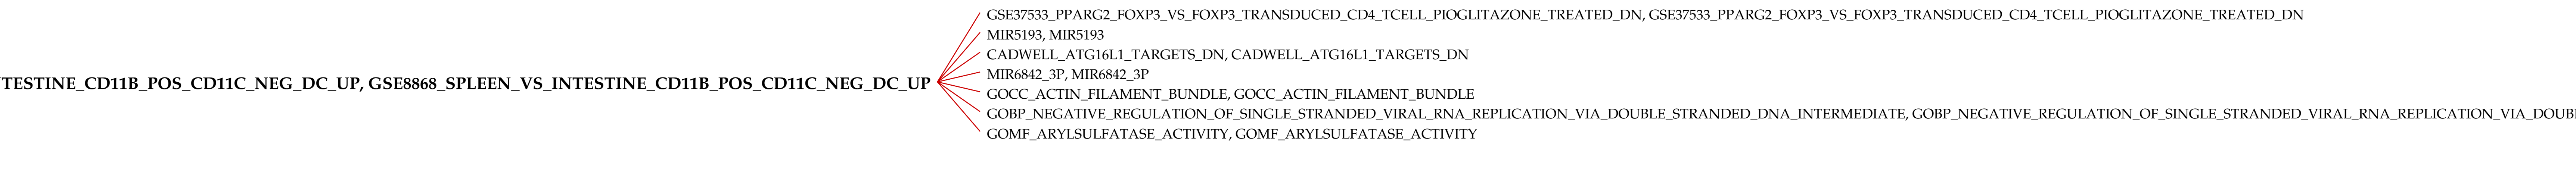 GSE37533_PPARG2_FOXP3_VS_FOXP3_TRANSDUCED_CD4_TCELL_PIOGLITAZONE_TREATED_DN, GSE37533_PPARG2_FOXP3_VS_FOXP3_TRANSDUCED_CD4_TCELL_PIOGLITAZONE_TREATED_DN
MIR5193, MIR5193
CADWELL_ATG16L1_TARGETS_DN, CADWELL_ATG16L1_TARGETS_DN
MIR6842_3P, MIR6842_3P
TESTINE_CD11B_POS_CD11C_NEG_DC_UP, GSE8868_SPLEEN_VS_INTESTINE_CD11B_POS_CD11C_NEG_DC_UP
GOCC_ACTIN_FILAMENT_BUNDLE, GOCC_ACTIN_FILAMENT_BUNDLE
GOBP_NEGATIVE_REGULATION_OF_SINGLE_STRANDED_VIRAL_RNA_REPLICATION_VIA_DOUBLE_STRANDED_DNA_INTERMEDIATE, GOBP_NEGATIVE_REGULATION_OF_SINGLE_STRANDED_VIRAL_RNA_REPLICATION_VIA_DOUB
GOMF_ARYLSULFATASE_ACTIVITY, GOMF_ARYLSULFATASE_ACTIVITY